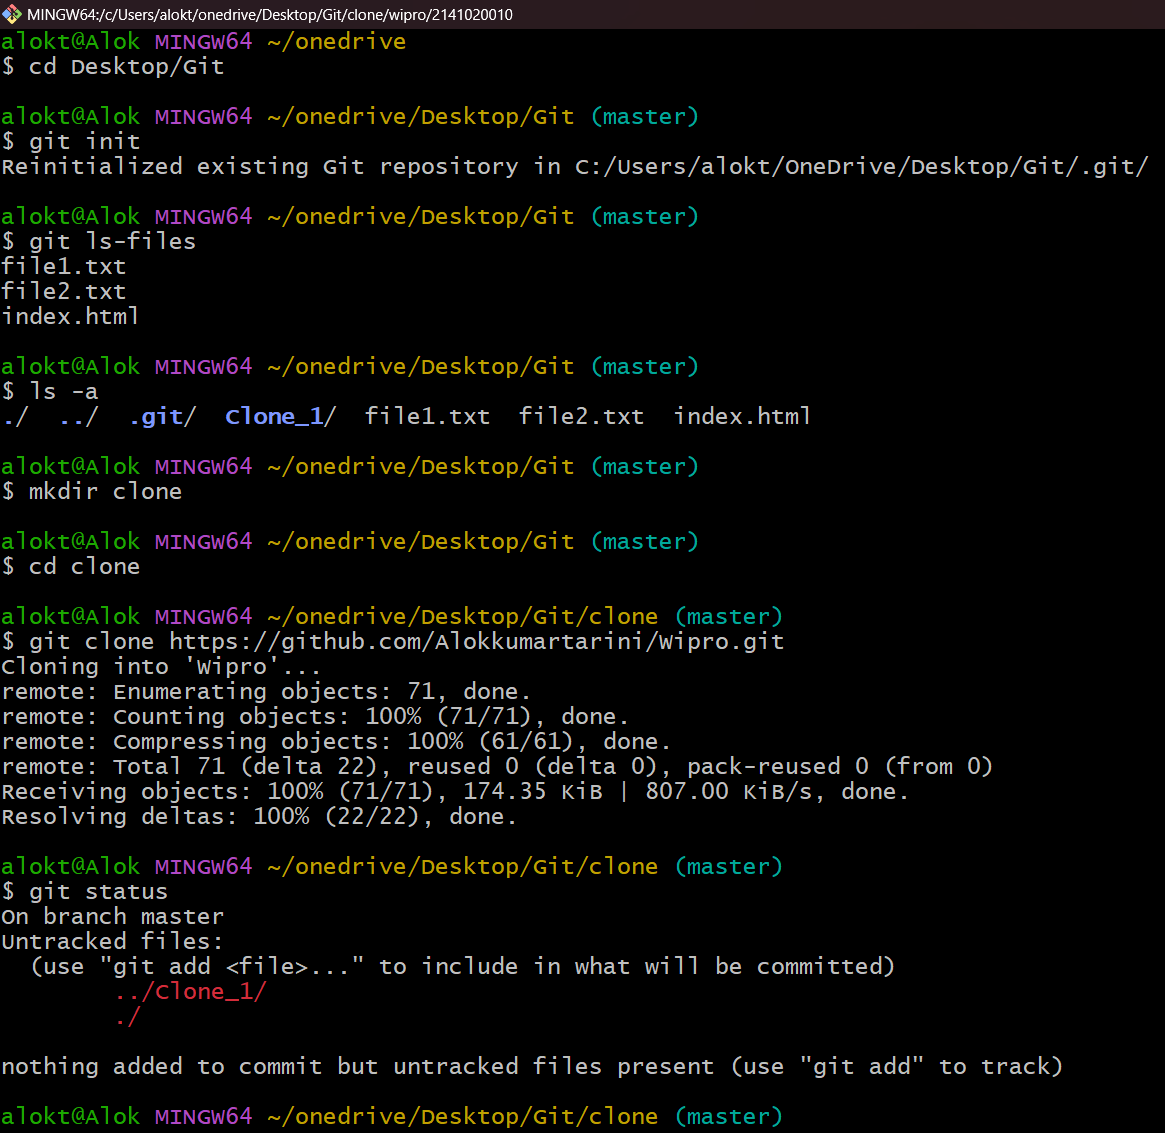 MINGW64:/c/Users/alokt/onedrive/Desktop/Git/clone/wipro/2141020010
alokt@Alok MINGW64 ~/onedrive
$ cd Desktop/Git
alokt@Alok MINGW64 ~/onedrive/Desktop/Git (master)
$ git init
Reinitialized existing Git repository in C:/Users/alokt/OneDrive/Desktop/Git/.git/
alokt@Alok MINGW64 ~/onedrive/Desktop/Git (master)
$ git ls-files
file1.txt
file2.txt
index.html
alokt@Alok MINGW64 ~/onedrive/Desktop/Git (master)
$ ls -a
./  ../  .git/  Clone_1/  file1.txt  file2.txt  index.html
alokt@Alok MINGW64 ~/onedrive/Desktop/Git (master)
$ mkdir clone
alokt@Alok MINGW64 ~/onedrive/Desktop/Git (master)
$ cd clone
alokt@Alok MINGW64 ~/onedrive/Desktop/Git/clone (master)
$ git clone https://github.com/Alokkumartarini/Wipro.git
Cloning into 'Wipro'...
remote: Enumerating objects: 71, done.
remote: Counting objects: 100% (71/71), done.
remote: Compressing objects: 100% (61/61), done.
remote: Total 71 (delta 22), reused 0 (delta 0), pack-reused 0 (from 0)
Receiving objects: 100% (71/71), 174.35 KiB | 807.00 KiB/s, done.
Resolving deltas: 100% (22/22), done.
alokt@Alok MINGW64 ~/onedrive/Desktop/Git/clone (master)
$ git status
On branch master
Untracked files:
  (use "git add <file>..." to include in what will be committed)
        ../Clone_1/
        ./
nothing added to commit but untracked files present (use "git add" to track)
alokt@Alok MINGW64 ~/onedrive/Desktop/Git/clone (master)